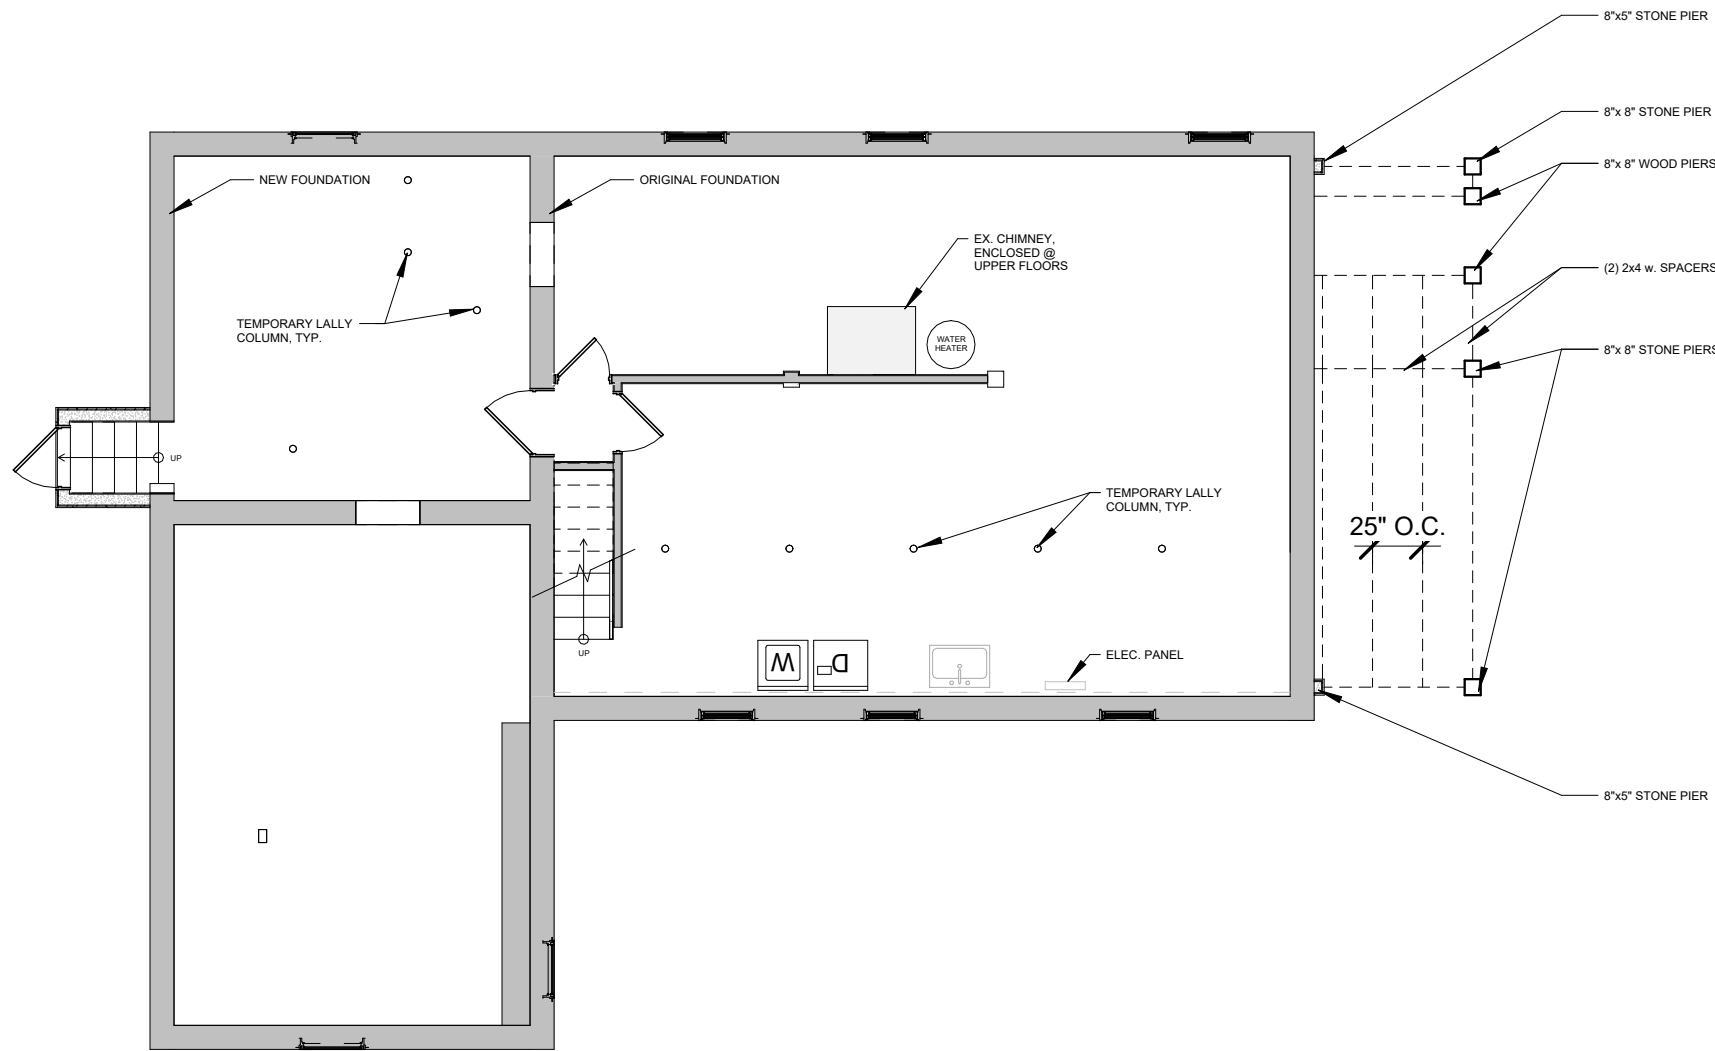 8"x5" STONE PIER
8"x 8" STONE PIER
8"x 8" WOOD PIERS
NEW FOUNDATION
ORIGINAL FOUNDATION
EX. CHIMNEY,
ENCLOSED @
UPPER FLOORS
(2) 2x4 w. SPACERS
TEMPORARY LALLY
COLUMN, TYP.
WATER
HEATER
8"x 8" STONE PIERS
UP
TEMPORARY LALLY
COLUMN, TYP.
25" O.C.
UP
W
D
ELEC. PANEL
8"x5" STONE PIER